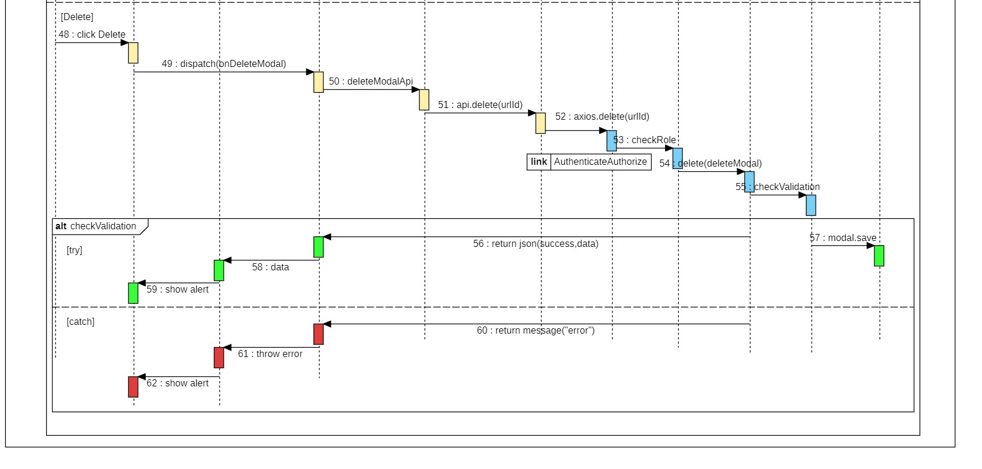 [Delete]
48 : click Delete
49 : dispatch(onDeleteModal)
50 : deleteModalApi
51 : api.delete(urlId)
52 : axios.delete(urlId)
53 : checkRole
link AuthenticateAuthorize
54 : delete(deleteModal)
55 : checkValidation
alt checkValidation
57 : modal.save
56 : return json(success,data)
[try]
58 : data
59 : show alert
[catch]
60 : return message("error")
61 : throw error
62 : show alert